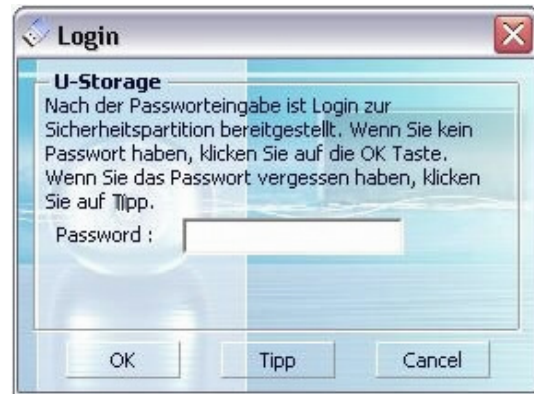 Login
U-Storage
Nach der Passworteingabe ist Login zur
Sicherheitspartition bereitgestellt. Wenn Sie kein
Passwort haben, klicken Sie auf die OK Taste.
Wenn Sie das Passwort vergessen haben, klicken
Sie auf Tipp.
Password :
OK Tipp Cancel